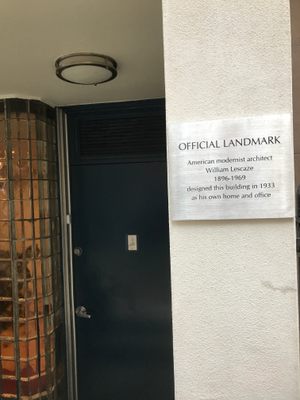 OFFICIAL LANDMARK
American modernist architect
William Lescaze
1896-1969
designed this building in 1933
as his own home and office